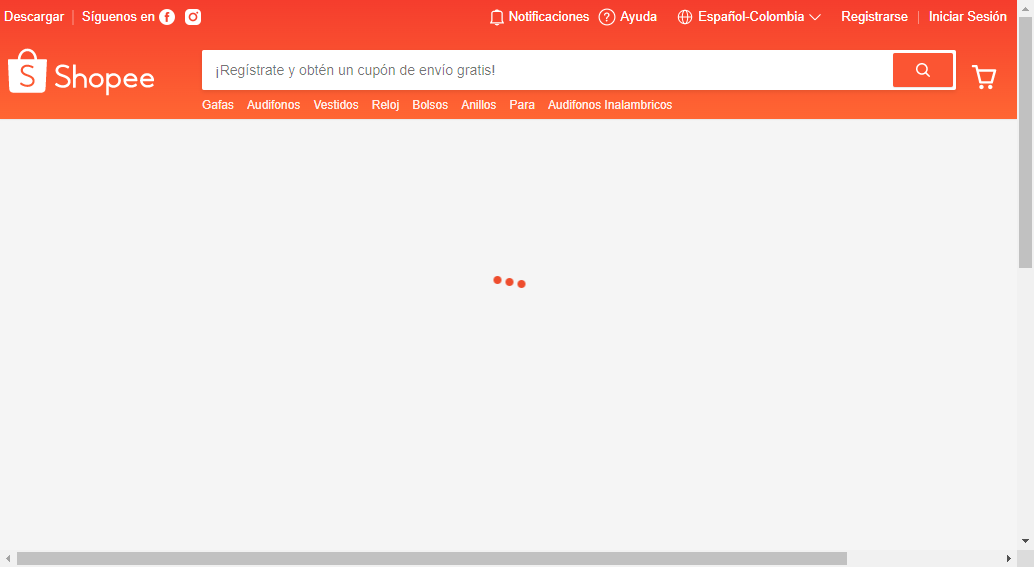 Descargar Síguenos en Notificaciones Ayuda Español-Colombia Registrarse Iniciar Sesión
Shopee ¡Regístrate y obtén un cupón de envío gratis!
Gafas Audifonos Vestidos Reloj Bolsos Anillos Para Audifonos Inalambricos